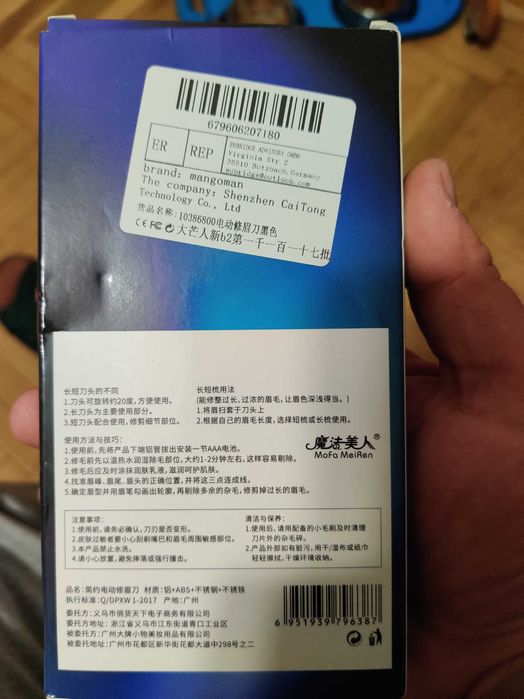 679606207180
ER REP
EUBRIDGE ADVISORY GMBH
Virginia Str.2
35510 Butzbach,Germany
eubridge@outlook.com
brand: mangoman
The company: Shenzhen CaiTong
Technology Co., Ltd
货品名称:10386800电动修眉刀黑色
CE FC 大芒人新b2第一千一百一十七批
长短刀头的不同
1.刀头可旋转约20度，方便使用。
2.长刀头为主要使用部分。
3.短刀头配合使用，修剪细节部位。
长短梳用法
(能修整过长、过浓的眉毛，让眉色深浅得当。)
1.将眉扫套于刀头上
2.根据自己的眉毛长度，选择短梳或长梳使用。
使用方法与技巧：
1.使用前，先将产品下端铝管拔出安装一节AAA电池。
2.修毛前先以温热水润湿除毛部位，大约1-2分钟左右，这样容易剔除。
3.修毛后应及时涂抹润肤乳液，滋润呵护肌肤。
4.找准眉峰，眉尾、眉头的正确位置，并将这三点连成线。
5.确定眉型并用眉笔勾画出轮廓，再剔除多余的杂毛，修剪掉过长的眉毛。
魔法美人
MoFa MeiRen
注意事项：
1.使用前，请务必确认，刀刃是否变形。
2.皮肤过敏者要小心刮剃嘴巴和眉毛周围敏感部位。
3.本产品禁止水洗。
4.请小心放置，避免摔落或强行撞击。
清洁与保养：
1.使用后，请用配备的小毛刷及时清理
刀片外的杂毛碎。
2.产品外部如有脏污，用干/湿布或纸巾
轻轻擦拭，干燥环境收纳。
品名：简约电动修眉刀 材质：铝+ABS+不锈钢+不锈铁
执行标准:Q/DPXW 1-2017 产地:广州
委托方：义乌市俏货天下电子商务有限公司
委托方地址：浙江省义乌市江东街道青口工业区
被委托方：广州大牌小物美妆用品有限公司
被委托方地址：广州市花都区新华街花都大道中298号之二
6 951939 796387